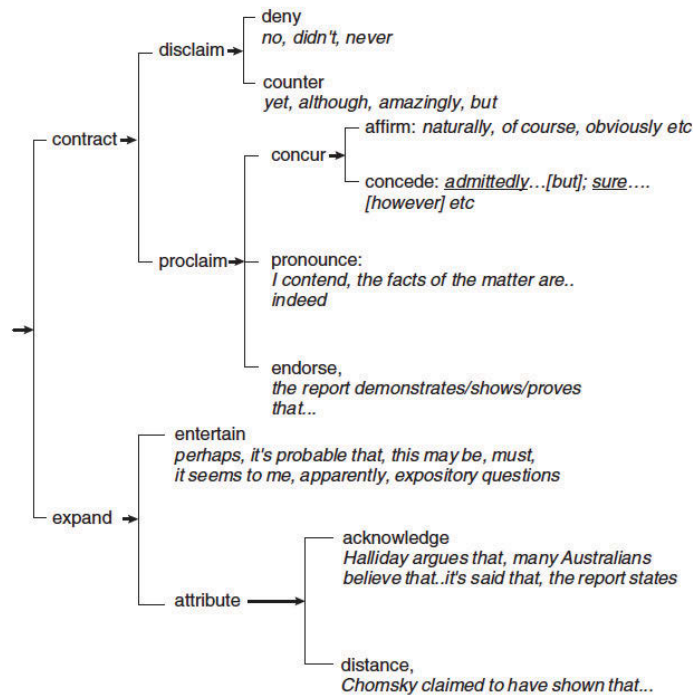 deny
no, didn't, never
disclaim
counter
yet, although, amazingly, but
contract
affirm: naturally, of course, obviously etc
concur
concede: admittedly...[but]; sure....
[however] etc
proclaim
pronounce:
I contend, the facts of the matter are..
indeed
endorse,
the report demonstrates/shows/proves
that...
entertain
perhaps, it's probable that, this may be, must,
it seems to me, apparently, expository questions
expand
acknowledge
Halliday argues that, many Australians
believe that..it's said that, the report states
attribute
distance,
Chomsky claimed to have shown that...